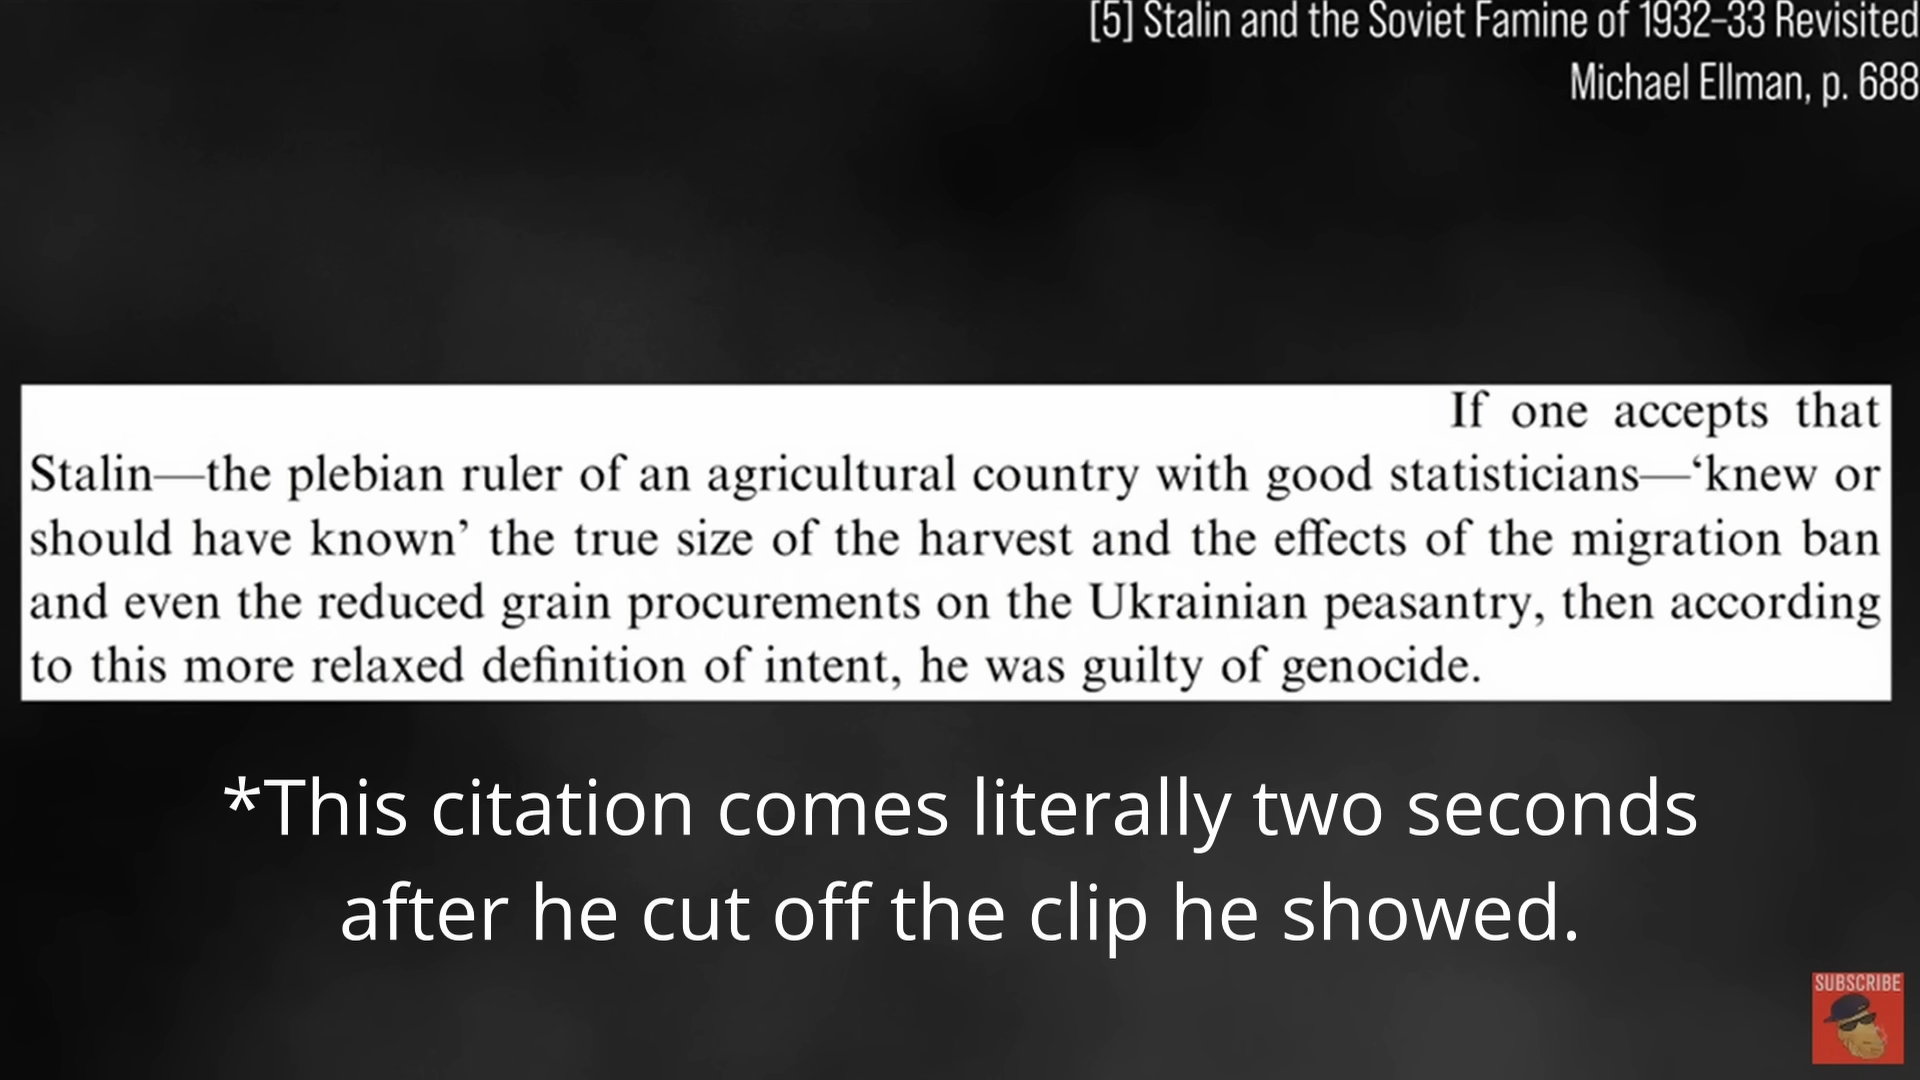 [5] Stalin and the Soviet Famine of 1932–33 Revisited
Michael Ellman, p. 688
If one accepts that
Stalin—the plebian ruler of an agricultural country with good statisticians—‘knew or
should have known’ the true size of the harvest and the effects of the migration ban
and even the reduced grain procurements on the Ukrainian peasantry, then according
to this more relaxed definition of intent, he was guilty of genocide.
*This citation comes literally two seconds
after he cut off the clip he showed.
SUBSCRIBE